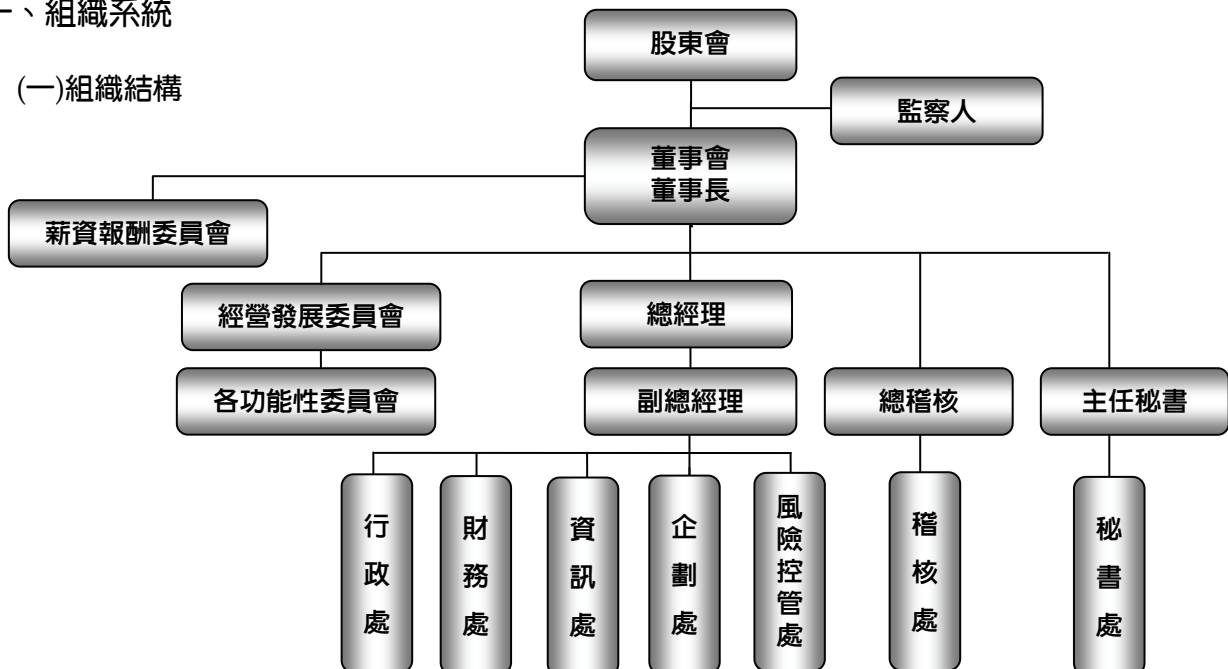 一、組織系統
股東會
(一)組織結構
監察人
董事會
董事長
薪資報酬委員會
經營發展委員會
總經理
各功能性委員會
副總經理
總稽核
主任秘書
行政處
財務處
資訊處
企劃處
風險控管處
稽核處
秘書處